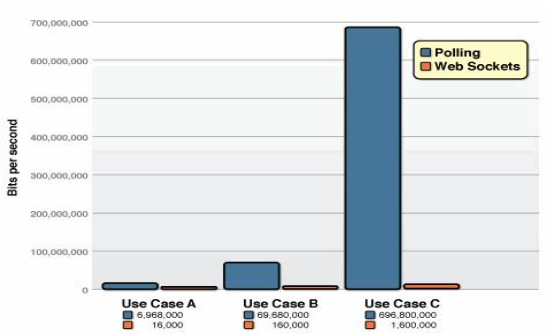 700,000,000
Polling
Web Sockets
600,000,000
500,000,000
400,000,000
300,000,000
200,000,000
100,000,000
0
Bits per second
Use Case A Use Case B Use Case C
6,968,000 69,680,000 696,800,000
16,000 160,000 1,600,000